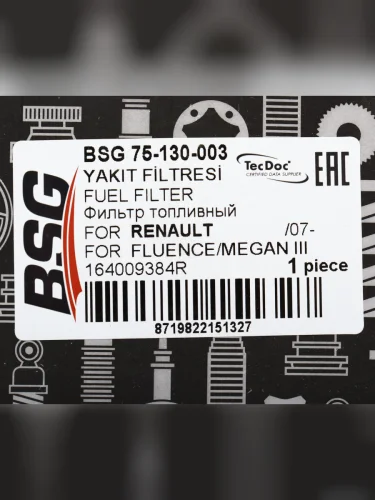 BSG
BSG 75-130-003
YAKIT FİLTRESİ
FUEL FILTER
Фильтр топливный
FOR RENAULT /07-
FOR FLUENCE/MEGAN III
164009384R 1 piece
8719822151327
TecDoc
CERTIFIED DATA SUPPLIER
EAC